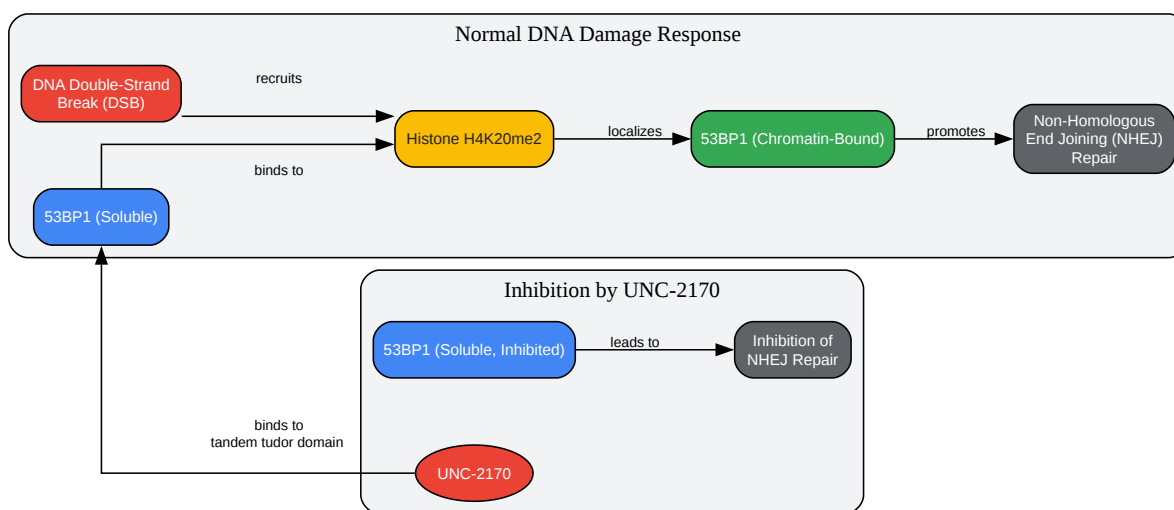 Normal DNA Damage Response
DNA Double-Strand
Break (DSB)
recruits
Histone H4K20me2
localizes
53BP1 (Chromatin-Bound)
promotes
Non-Homologous
End Joining (NHEJ)
Repair
binds to
53BP1 (Soluble)
Inhibition by UNC-2170
53BP1 (Soluble, Inhibited)
leads to
Inhibition of
NHEJ Repair
binds to
tandem tudor domain
UNC-2170